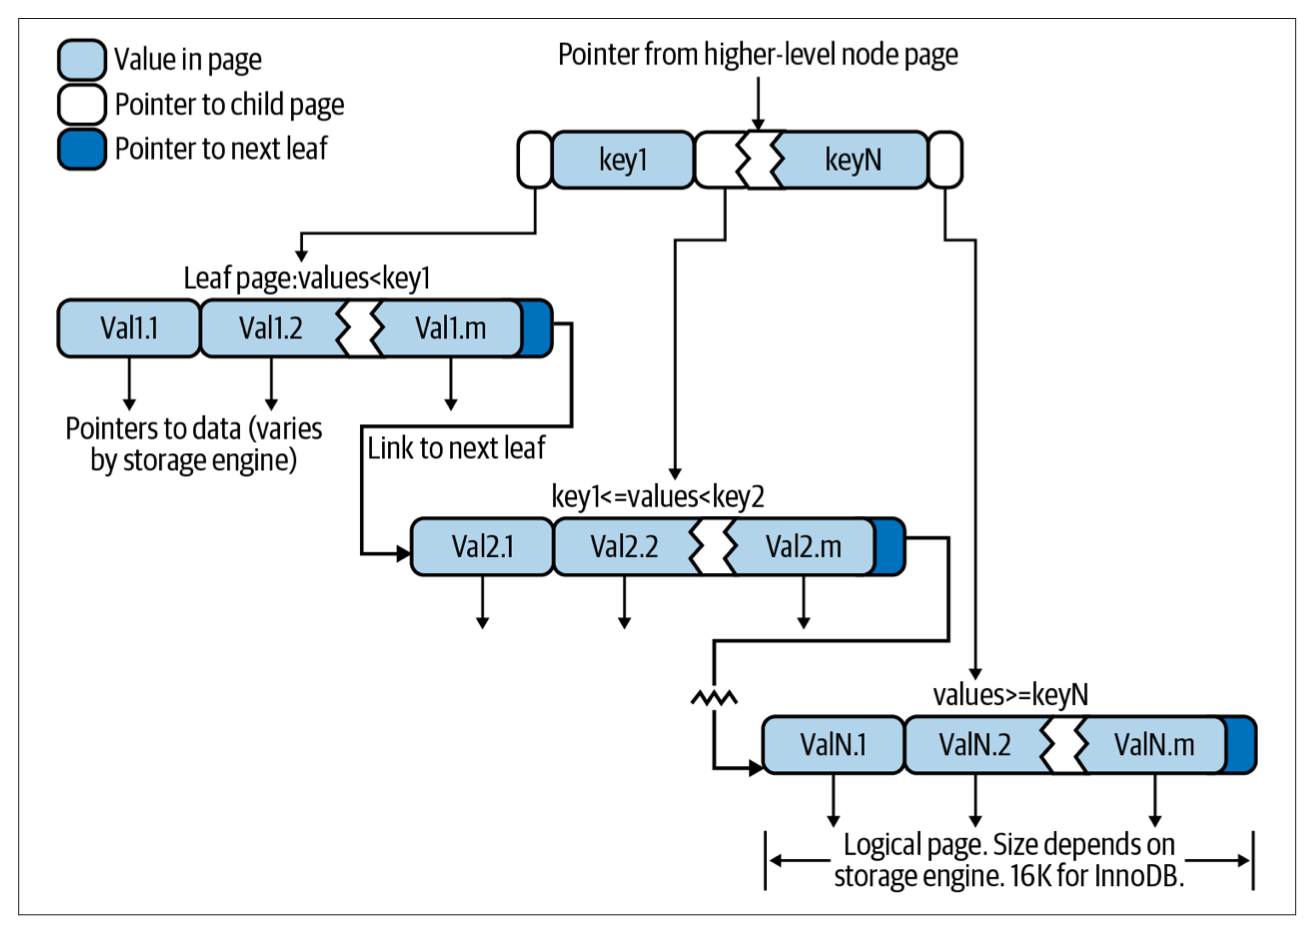 Value in page
Pointer to child page
Pointer to next leaf
Pointer from higher-level node page
key1
keyN
Leaf page:values<key1
Val1.1
Val1.2
Val1.m
Pointers to data (varies
by storage engine)
Link to next leaf
key1<=values<key2
Val2.1
Val2.2
Val2.m
values>=keyN
ValN.1
ValN.2
ValN.m
Logical page. Size depends on
storage engine. 16K for InnoDB.